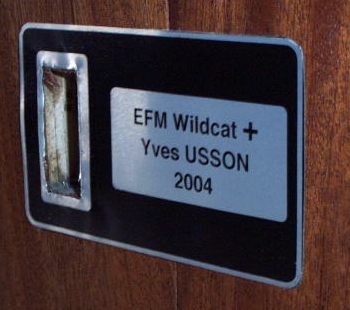 EFM Wildcat +
Yves USSON
2004